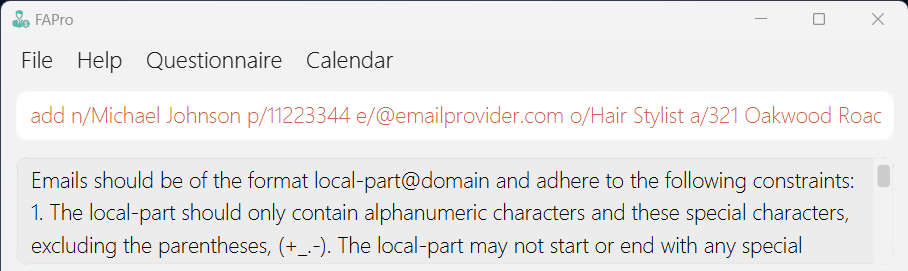 FAPro
File Help Questionnaire Calendar
add n/Michael Johnson p/11223344 e/@emailprovider.com o/Hair Stylist a/321 Oakwood Roac
Emails should be of the format local-part@domain and adhere to the following constraints:
1. The local-part should only contain alphanumeric characters and these special characters,
excluding the parentheses, (+_.-). The local-part may not start or end with any special